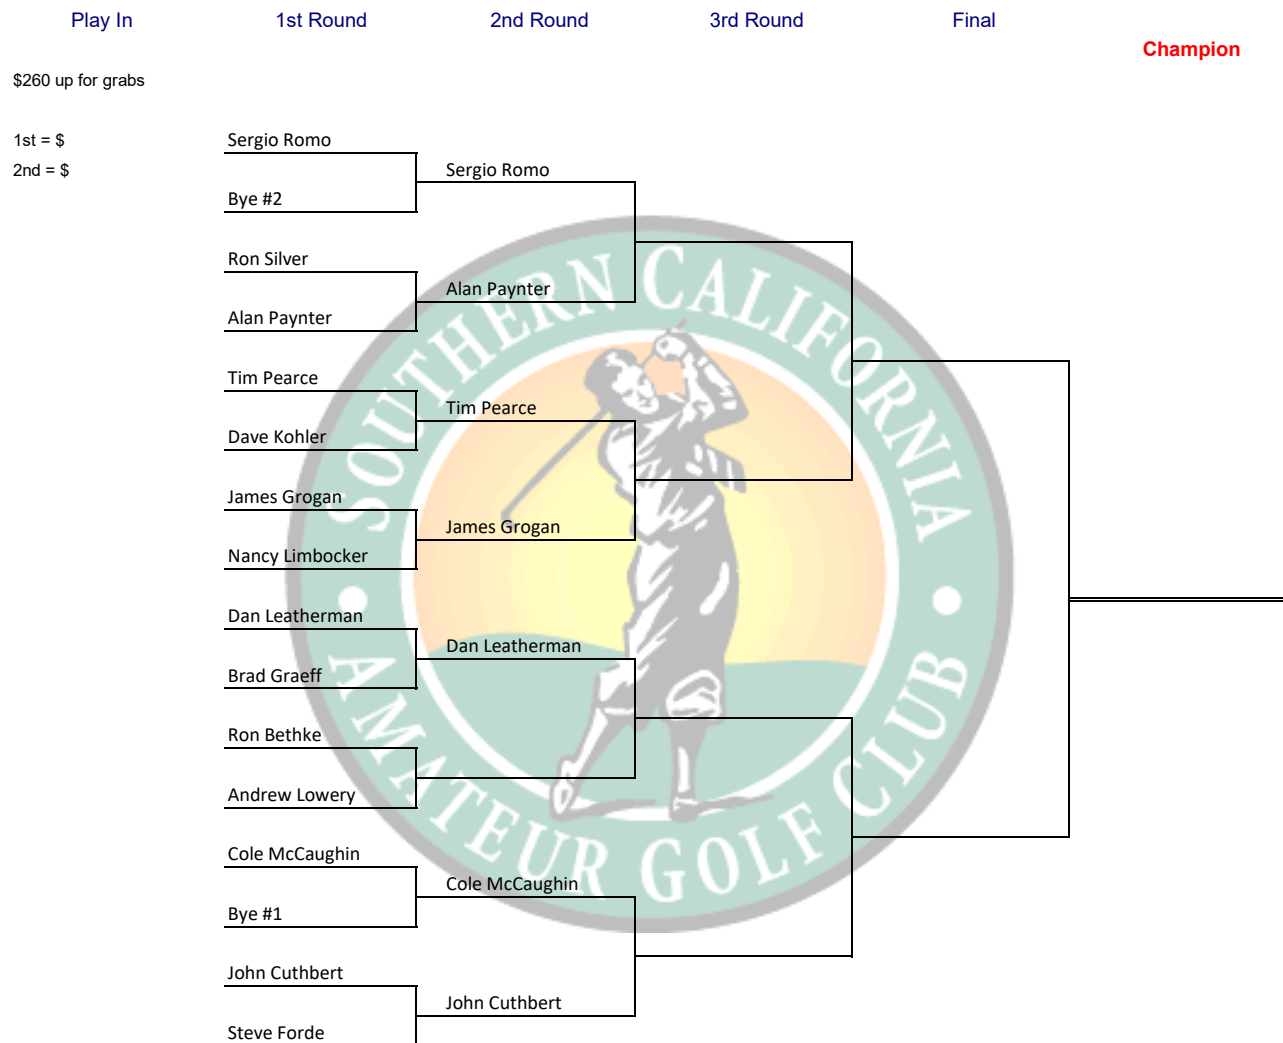 Play In 1st Round 2nd Round 3rd Round Final
Champion
$260 up for grabs
1st = $
2nd = $
Sergio Romo
Sergio Romo
Bye #2
Ron Silver
Alan Paynter
Alan Paynter
Tim Pearce
Tim Pearce
Dave Kohler
James Grogan
James Grogan
Nancy Limbocker
Dan Leatherman
Dan Leatherman
Brad Graeff
Ron Bethke
Andrew Lowery
Cole McCaughin
Cole McCaughin
Bye #1
John Cuthbert
John Cuthbert
Steve Forde
SOUTHERN CALIFORNIA
AMATEUR GOLF CLUB